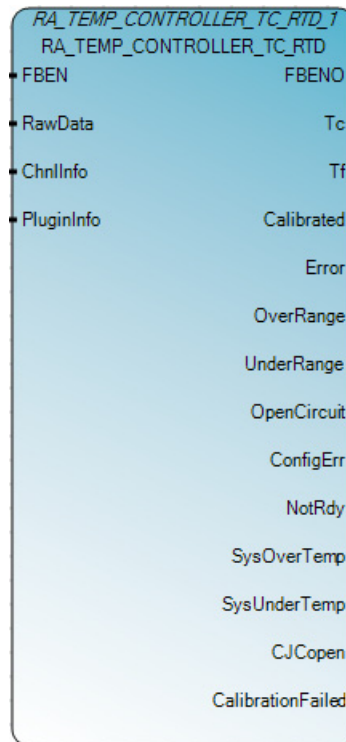 RA_TEMP_CONTROLLER_TC_RTD_1
RA_TEMP_CONTROLLER_TC_RTD
FBEN FBENO
RawData Tc
ChnlInfo Tf
PluginInfo Calibrated
Error
OverRange
UnderRange
OpenCircuit
ConfigErr
NotRdy
SysOverTemp
SysUnderTemp
CJCopen
CalibrationFailed